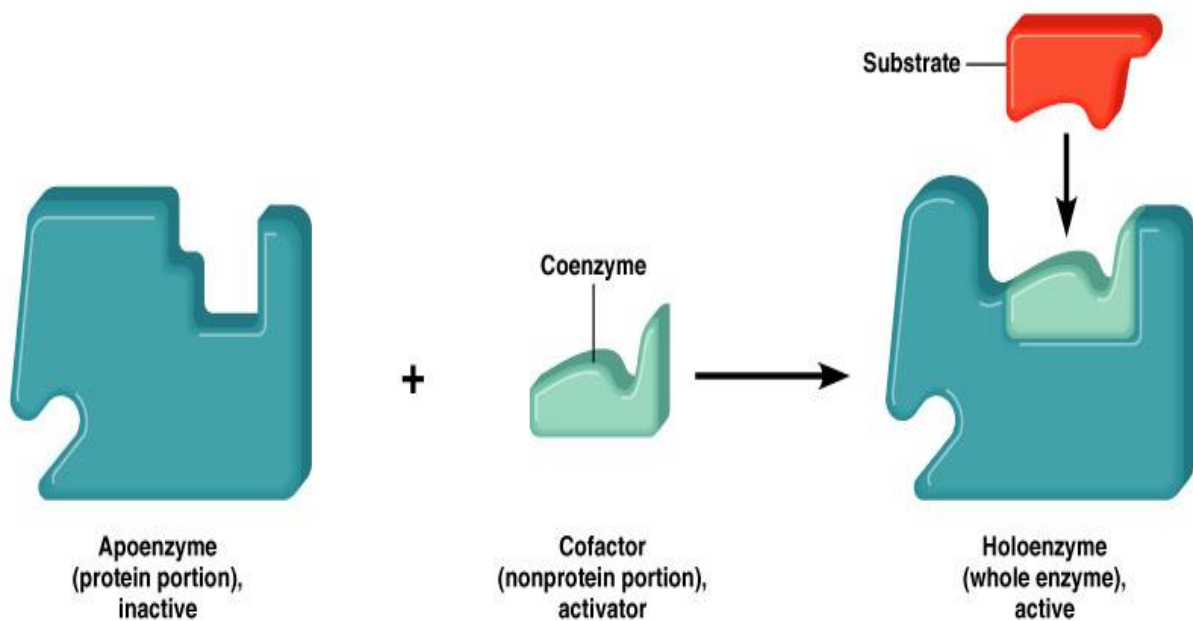 Substrate
Coenzyme
+
Apoenzyme
(protein portion),
inactive
Cofactor
(nonprotein portion),
activator
Holoenzyme
(whole enzyme),
active